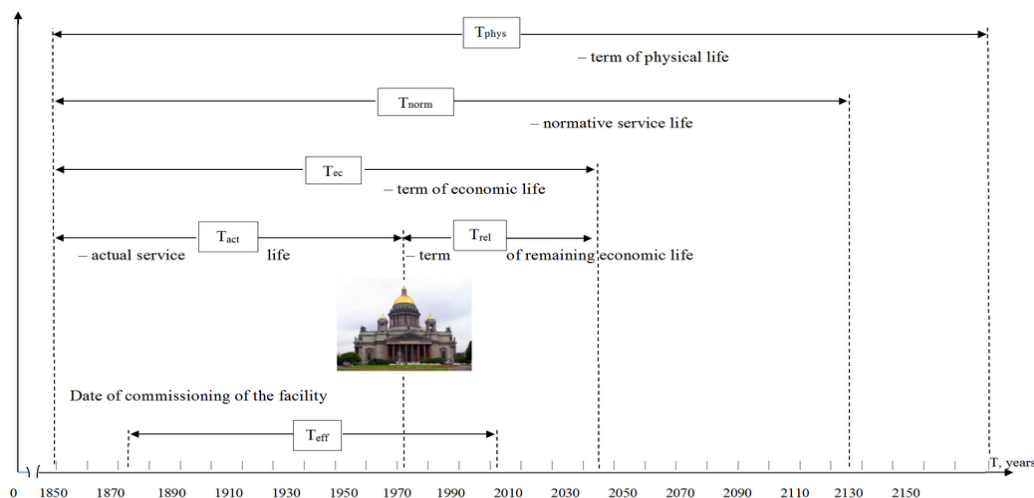 Tphys
– term of physical life
Tnorm
– normative service life
Tec
– term of economic life
Tact
Trel
– actual service life
– term of remaining economic life
Date of commissioning of the facility
Teff
T, years
0 1850 1870 1890 1910 1930 1950 1970 1990 2010 2030 2050 2070 2090 2110 2130 2150